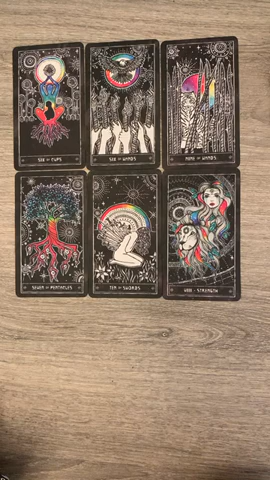 SIX OF CUPS
SIX OF WANDS
NINE OF WANDS
SEVEN OF PENTACLES
TEN OF SWORDS
VIII - STRENGTH